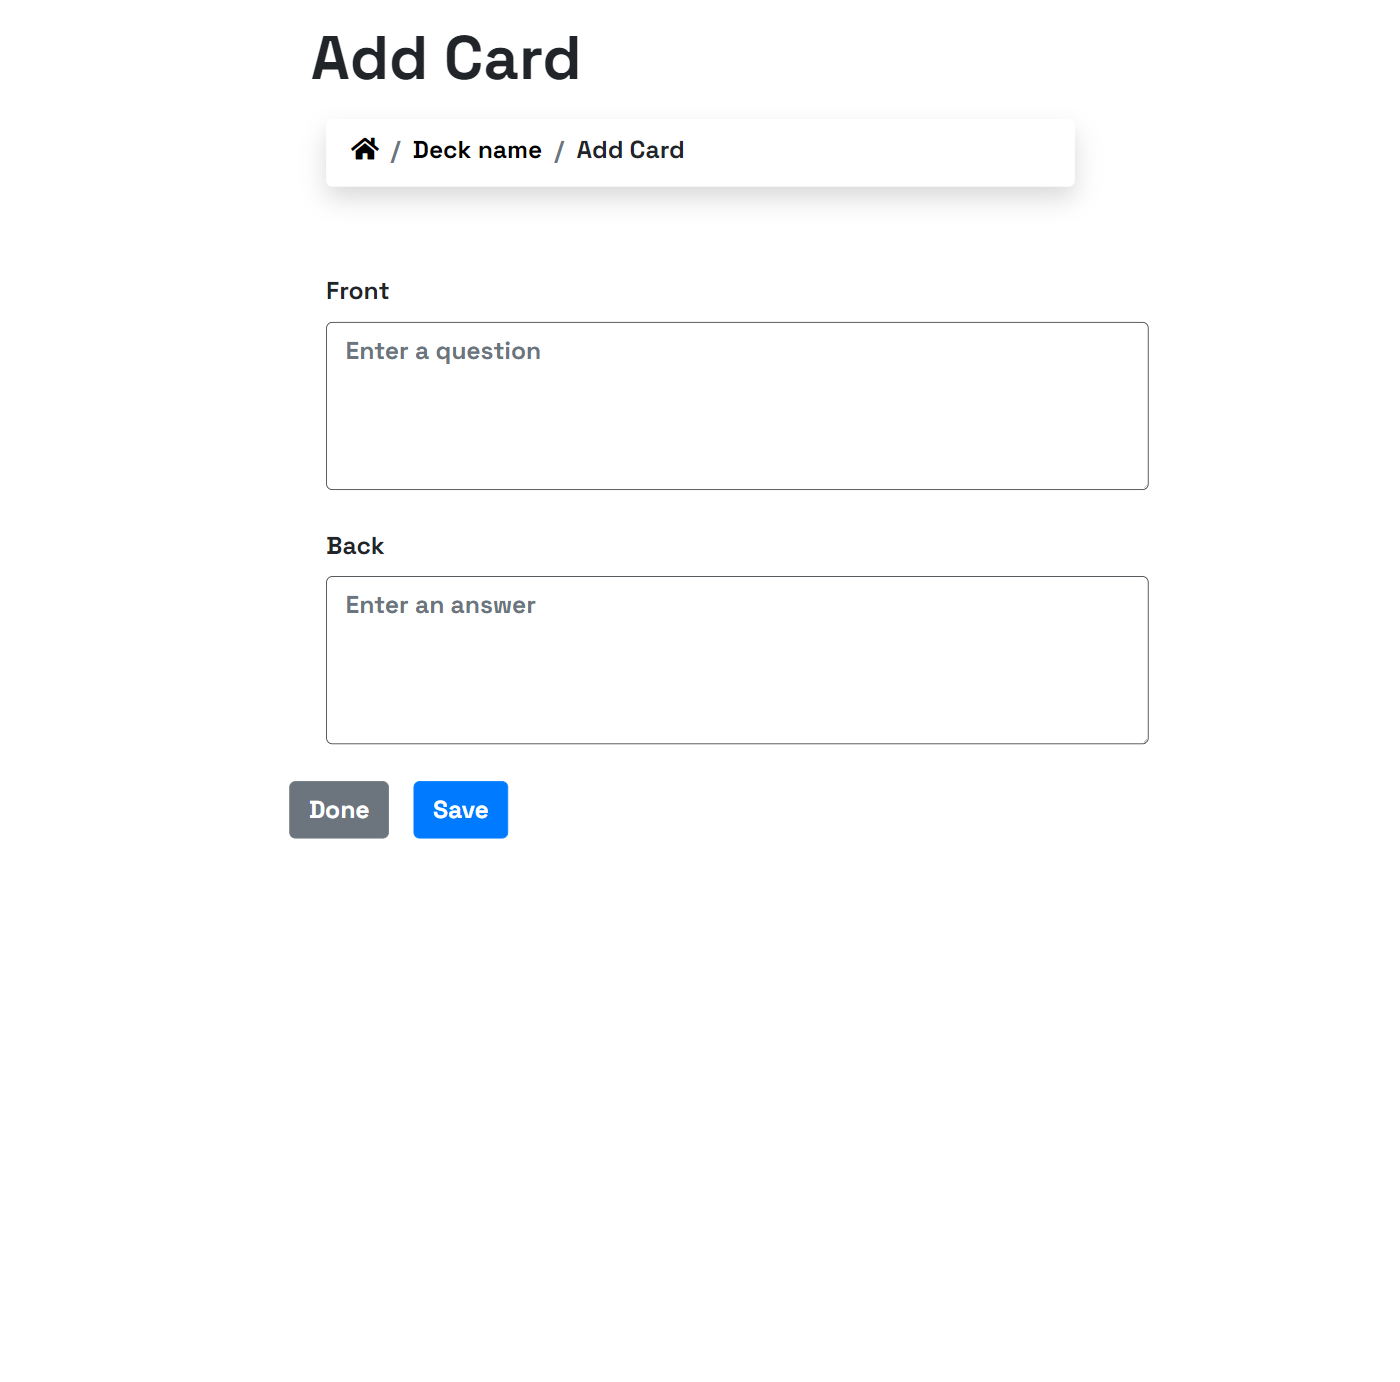 Add Card
/ Deck name / Add Card
Front
Enter a question
Back
Enter an answer
Done Save